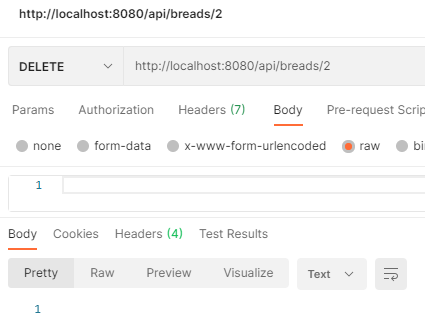 http://localhost:8080/api/breads/2
DELETE http://localhost:8080/api/breads/2
Params Authorization Headers (7) Body Pre-request Scrip
none form-data x-www-form-urlencoded raw bi
1
Body Cookies Headers (4) Test Results
Pretty Raw Preview Visualize Text
1